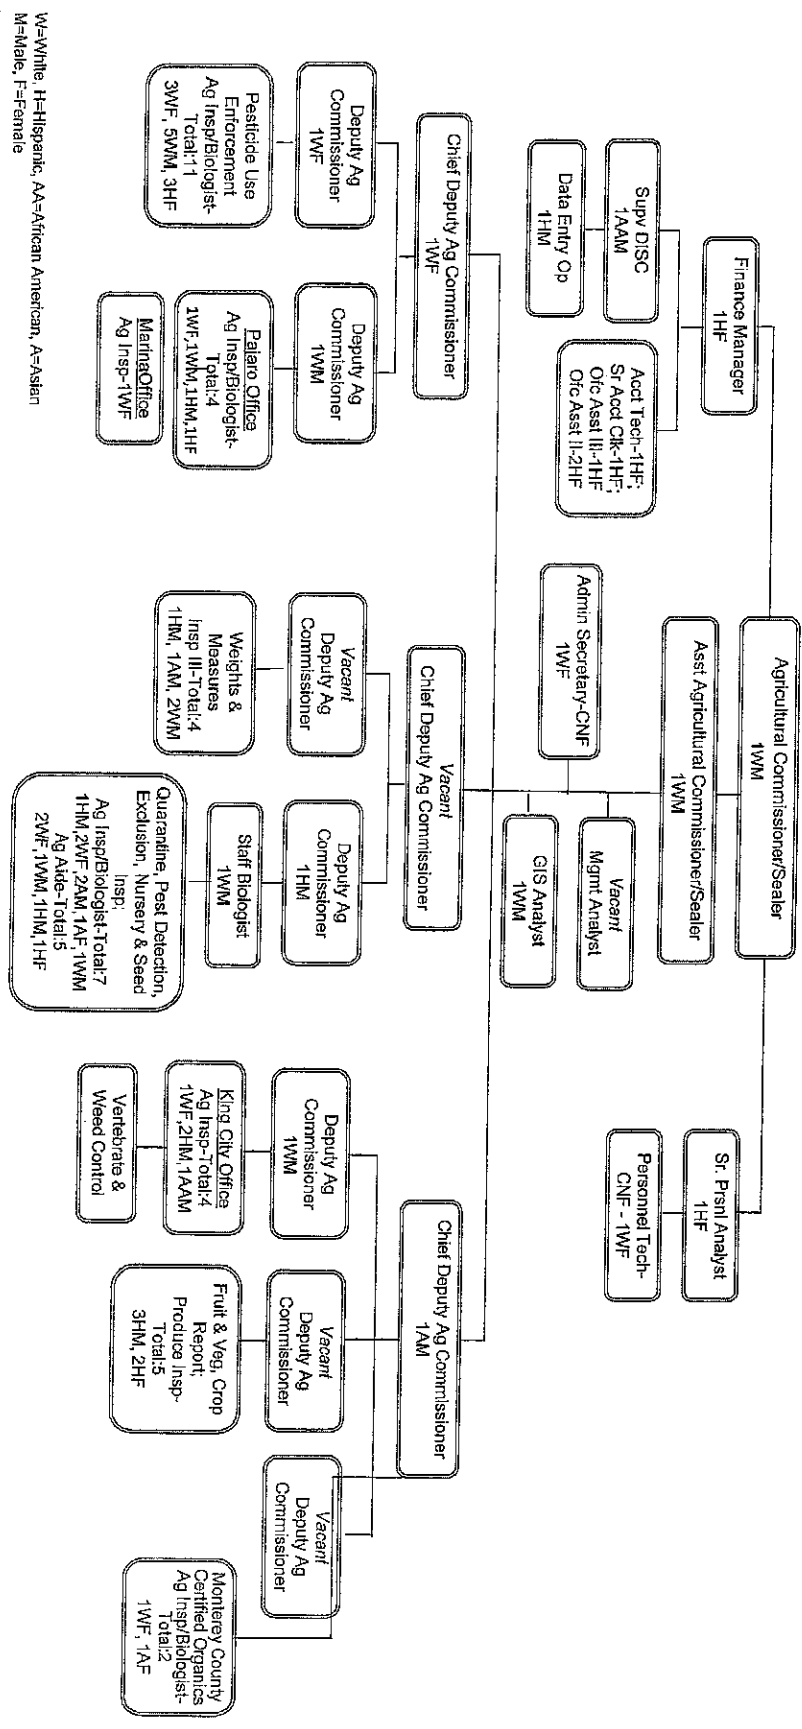 Agricultural Commissioner/Sealer
1WM
Asst Agricultural Commissioner/Sealer
1WM
Finance Manager
1HF
Supv DISC
1AAM
Data Entry Op
1HM
Acct Tech-1HF;
Sr Acct Clk-1HF;
Ofc Asst III-1HF
Ofc Asst II-2HF
Sr. Prsnl Analyst
1HF
Personnel Tech-
CNF - 1WF
Admin Secretary-CNF
1WF
Vacant
Mgmt Analyst
GIS Analyst
1WM
Chief Deputy Ag Commissioner
1WF
Deputy Ag
Commissioner
1WF
Pesticide Use
Enforcement
Ag Insp/Biologist-
Total:11
3WF, 5WM, 3HF
Deputy Ag
Commissioner
1WM
Pajaro Office
Ag Insp/Biologist-
Total:4
1WF,1WM,1HM,1HF
MarinaOffice
Ag Insp-1WF
Vacant
Chief Deputy Ag Commissioner
Vacant
Deputy Ag
Commissioner
Weights &
Measures
Insp III-Total:4
1HM, 1AM, 2WM
Deputy Ag
Commissioner
1HM
Staff Biologist
1WM
Quarantine, Pest Detection,
Exclusion, Nursery & Seed
Insp;
Ag Insp/Biologist-Total:7
1HM,2WF,2AM,1AF,1WM
Ag Aide-Total:5
2WF,1WM,1HM,1HF
Chief Deputy Ag Commissioner
1AM
Deputy Ag
Commissioner
1WM
King City Office
Ag Insp-Total:4
1WF,2HM,1AAM
Vertebrate &
Weed Control
Vacant
Deputy Ag
Commissioner
Fruit & Veg, Crop
Report;
Produce Insp-
Total:5
3HM, 2HF
Vacant
Deputy Ag
Commissioner
Monterey County
Certified Organics
Ag Insp/Biologist-
Total:2
1WF, 1AF
W=White, H=Hispanic, AA=African American, A=Asian
M=Male, F=Female